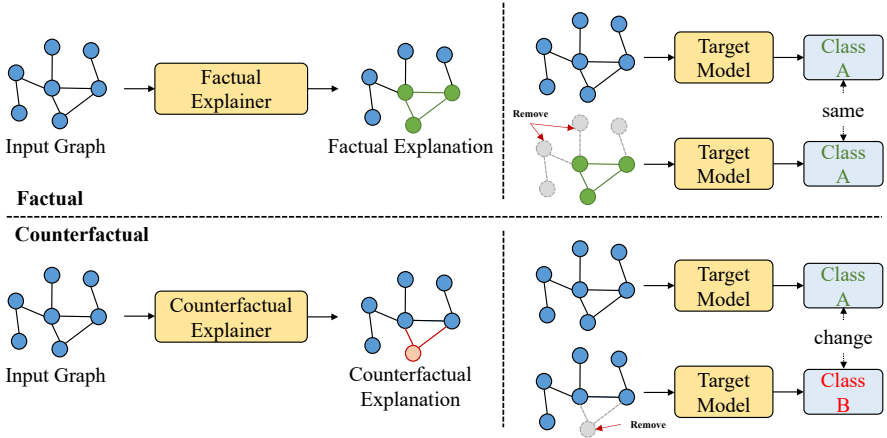 Input Graph
Factual
Explainer
Factual Explanation
Factual
Target
Model
Class
A
Remove
same
Target
Model
Class
A
Counterfactual
Input Graph
Counterfactual
Explainer
Counterfactual
Explanation
Target
Model
Class
A
change
Target
Model
Class
B
Remove